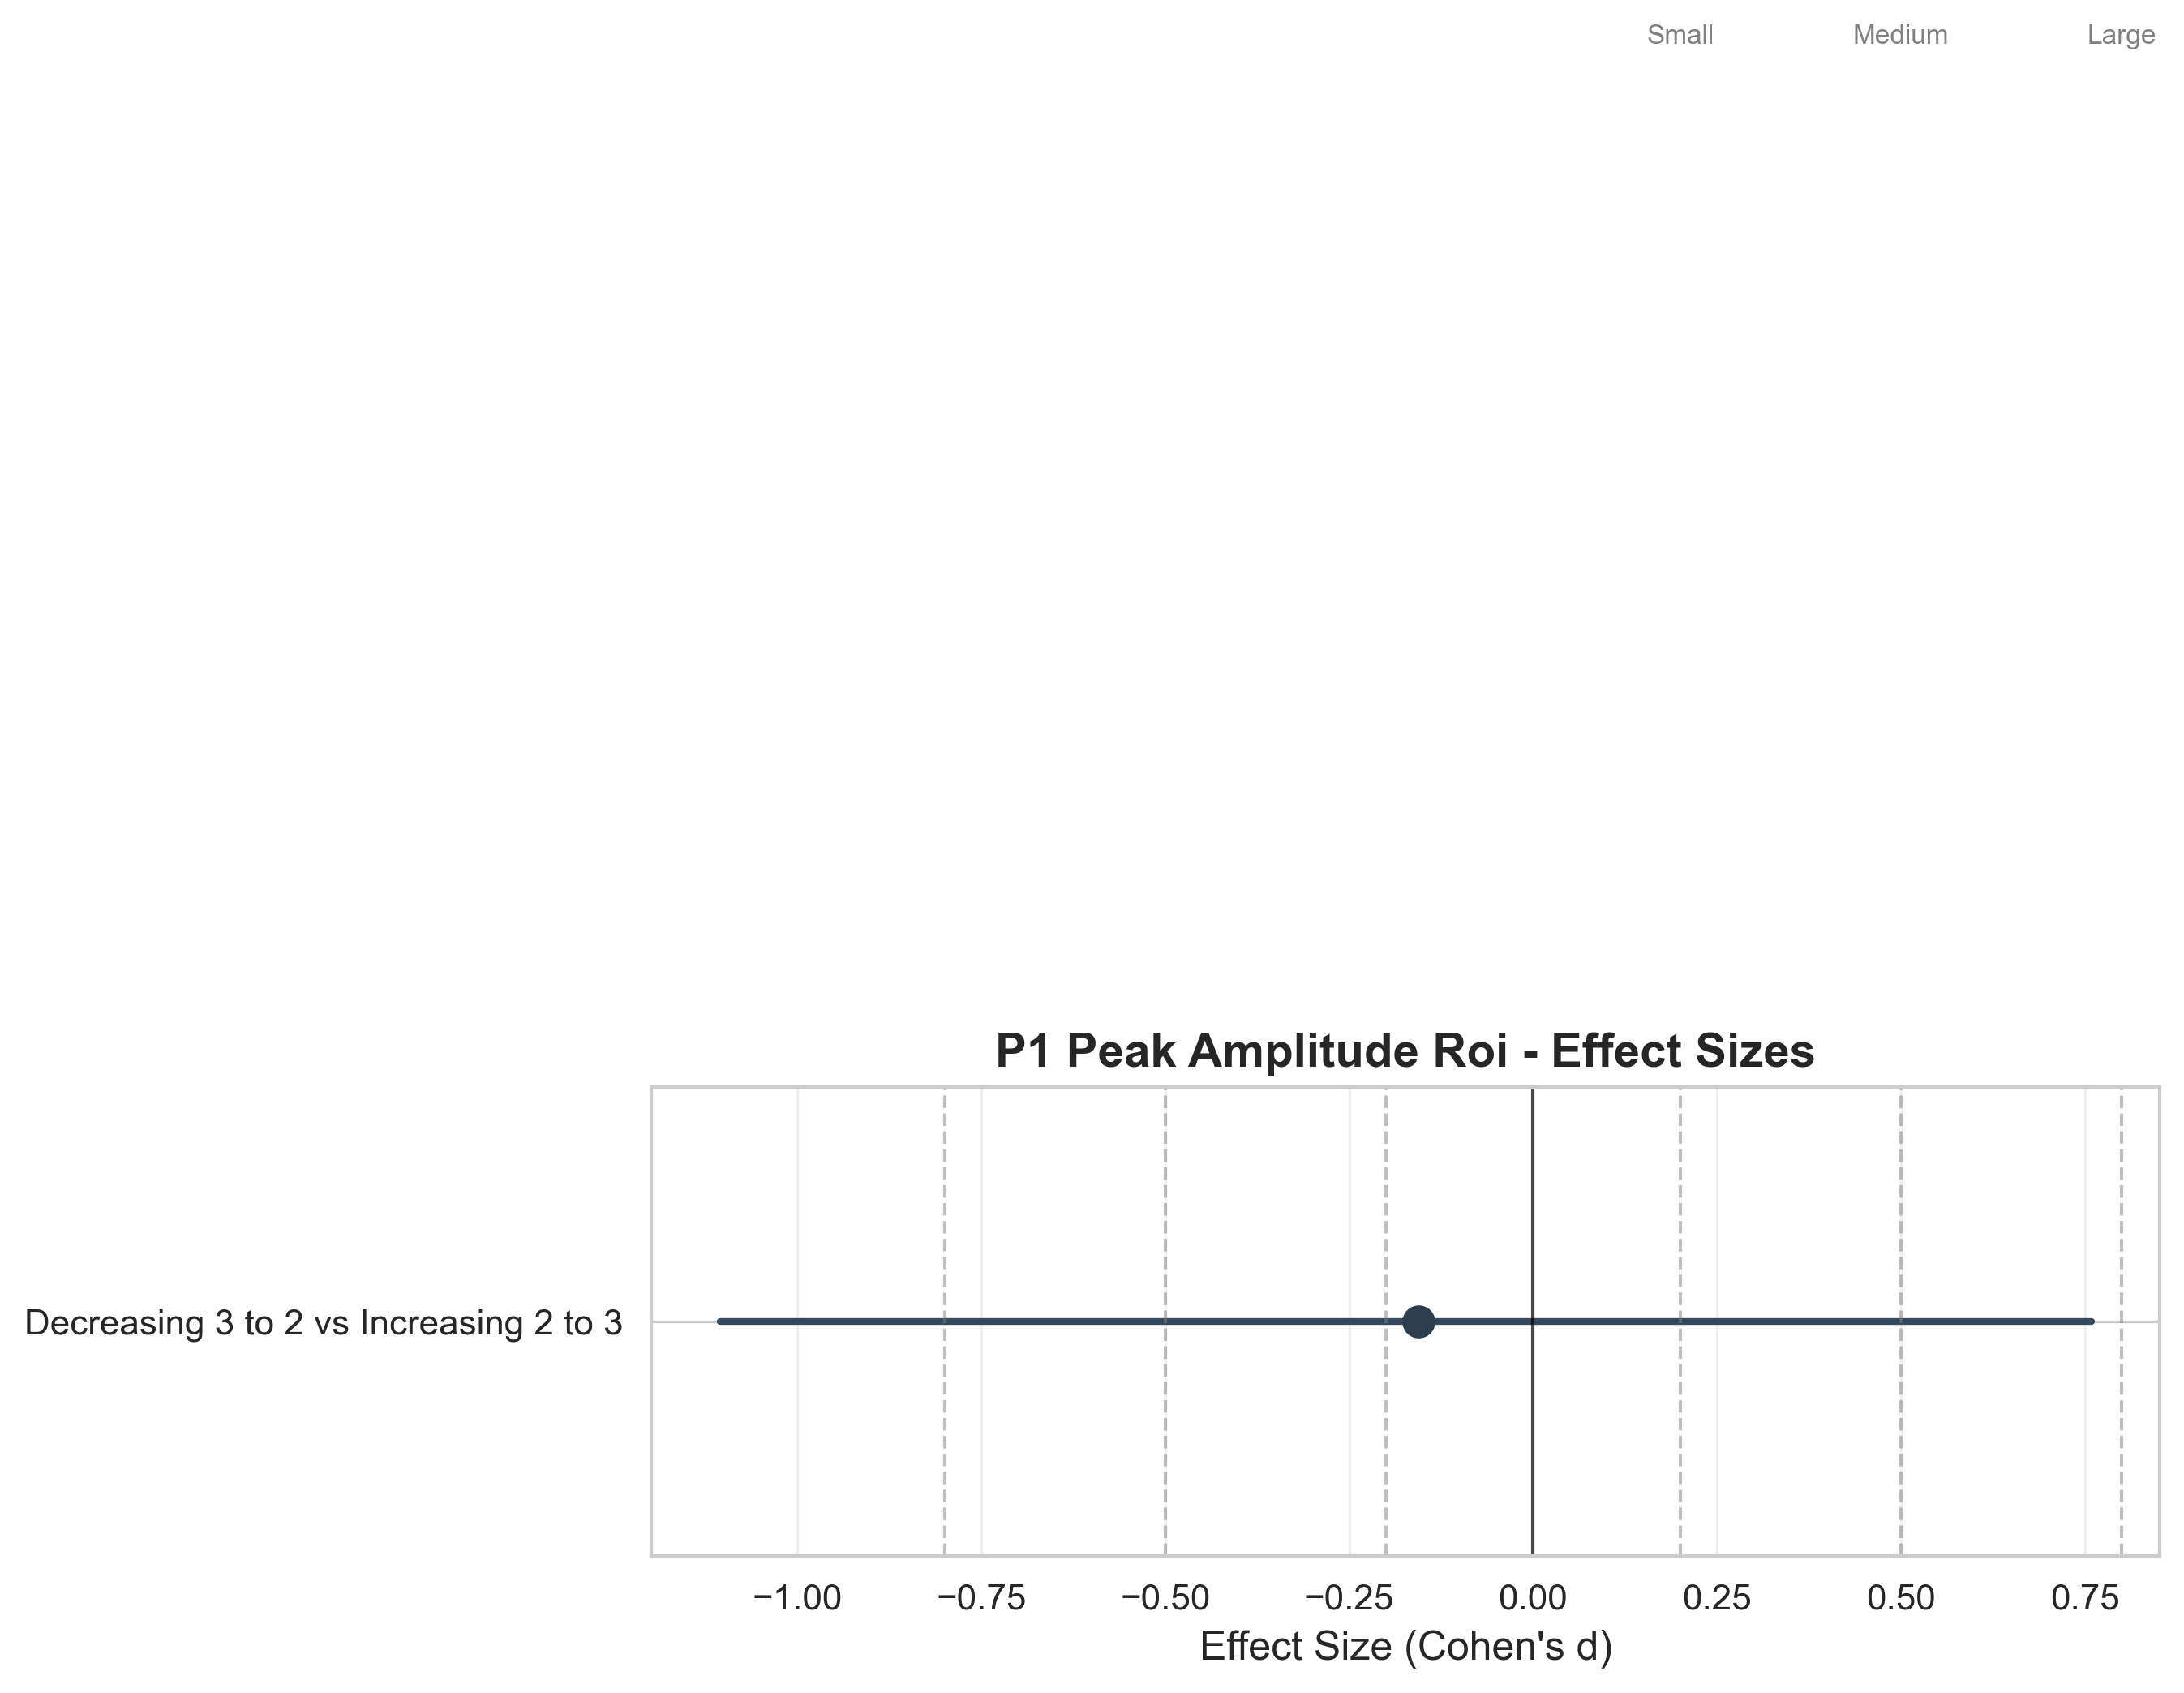 Small Medium Large
P1 Peak Amplitude Roi - Effect Sizes
Decreasing 3 to 2 vs Increasing 2 to 3
−1.00 −0.75 −0.50 −0.25 0.00 0.25 0.50 0.75
Effect Size (Cohen's d)